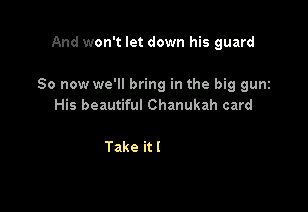 And won't let down his guard
So now we'll bring in the big gun:
His beautiful Chanukah card
Take it